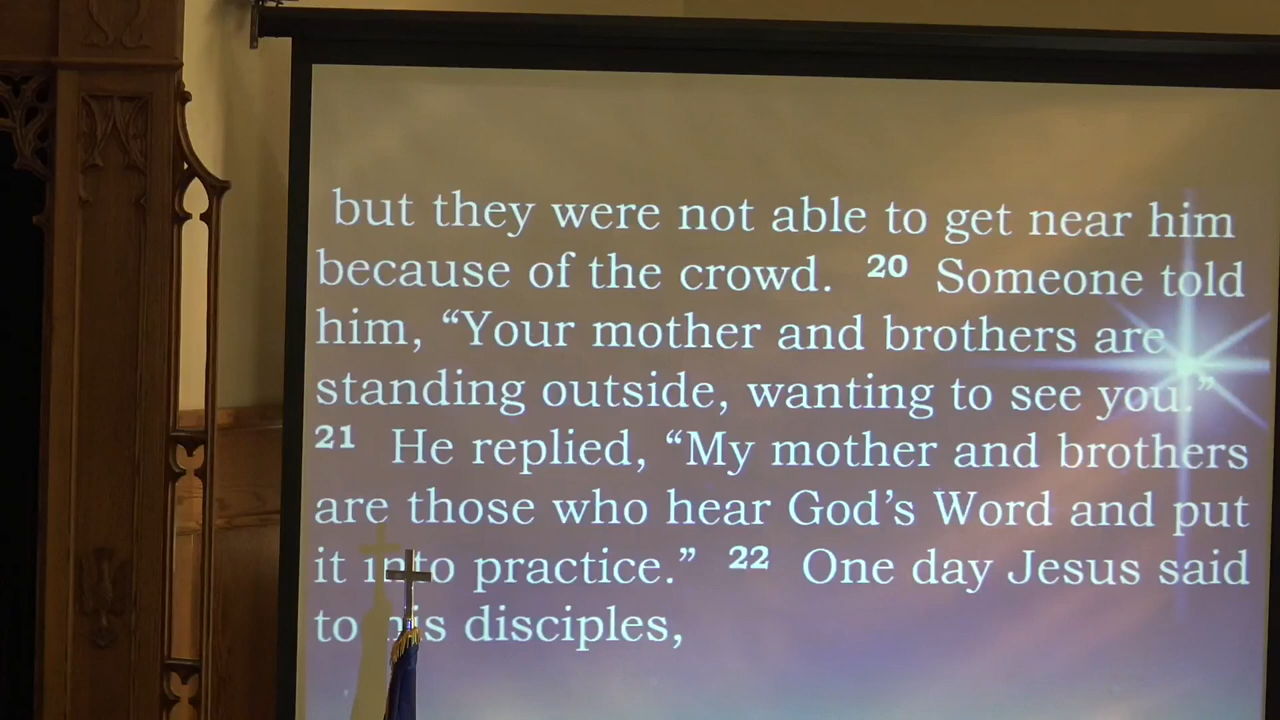 but they were not able to get near him
because of the crowd. 20 Someone told
him, “Your mother and brothers are
standing outside, wanting to see you.”
21 He replied, “My mother and brothers
are those who hear God’s Word and put
it into practice.” 22 One day Jesus said
to his disciples,